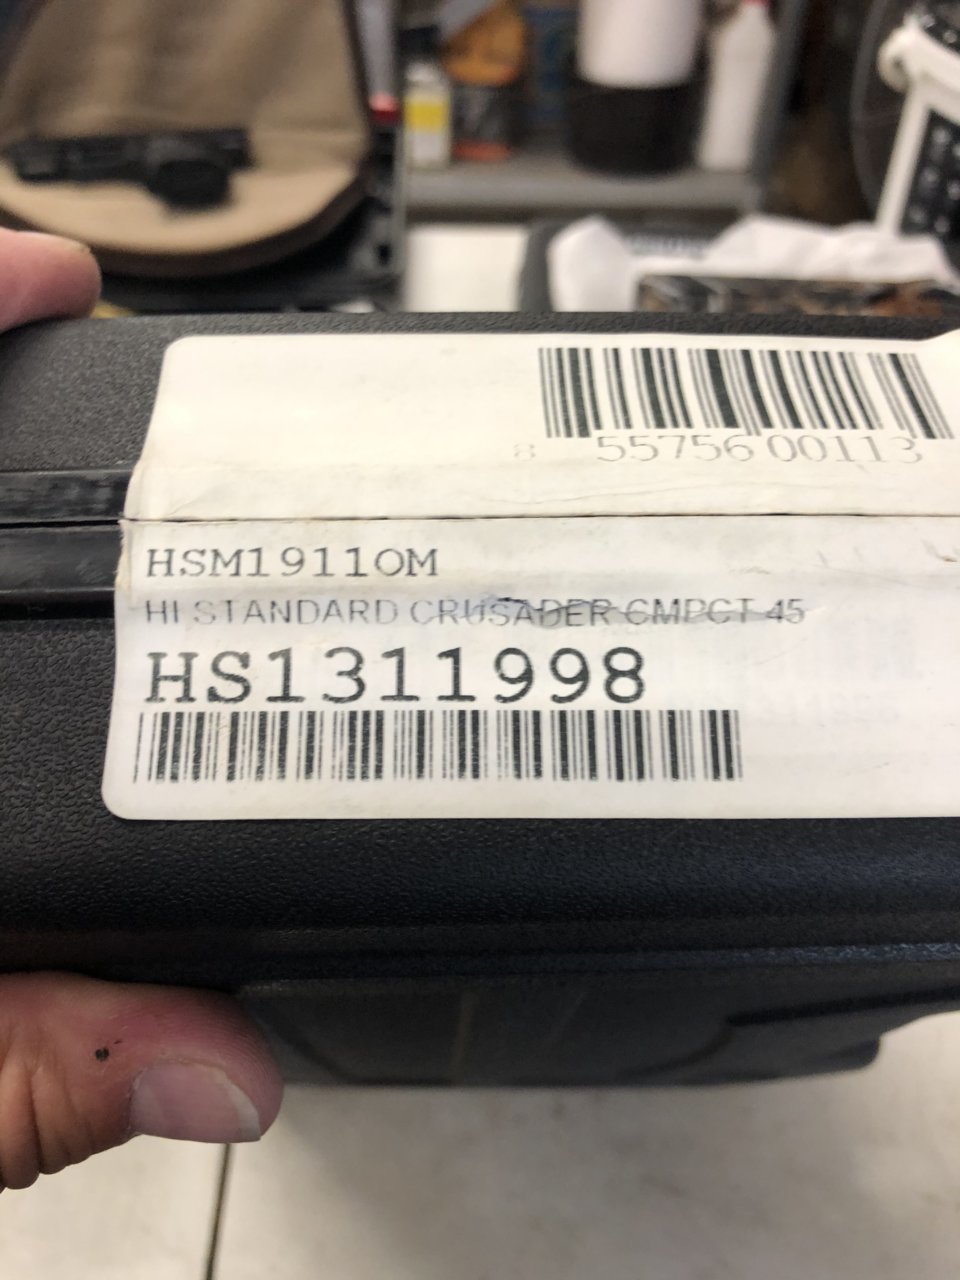 8 55756 00113
HSM1911OM
HI STANDARD CRUSADER CMPCT 45
HS1311998